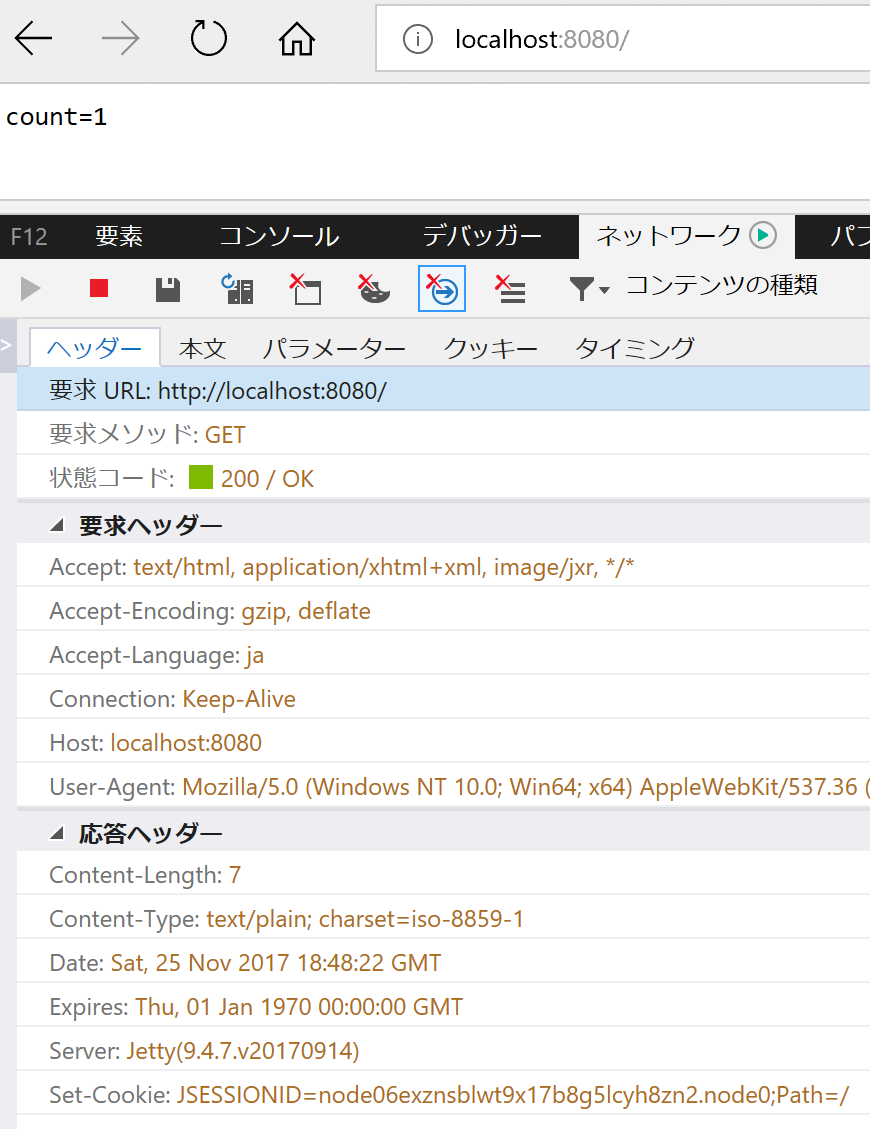 localhost:8080/
count=1
F12 要素 コンソール デバッガー ネットワーク パフ
コンテンツの種類
ヘッダー 本文 パラメーター クッキー タイミング
要求 URL: http://localhost:8080/
要求メソッド: GET
状態コード: 200 / OK
要求ヘッダー
Accept: text/html, application/xhtml+xml, image/jxr, */*
Accept-Encoding: gzip, deflate
Accept-Language: ja
Connection: Keep-Alive
Host: localhost:8080
User-Agent: Mozilla/5.0 (Windows NT 10.0; Win64; x64) AppleWebKit/537.36 (
応答ヘッダー
Content-Length: 7
Content-Type: text/plain; charset=iso-8859-1
Date: Sat, 25 Nov 2017 18:48:22 GMT
Expires: Thu, 01 Jan 1970 00:00:00 GMT
Server: Jetty(9.4.7.v20170914)
Set-Cookie: JSESSIONID=node06exznsblwt9x17b8g5lcyh8zn2.node0;Path=/